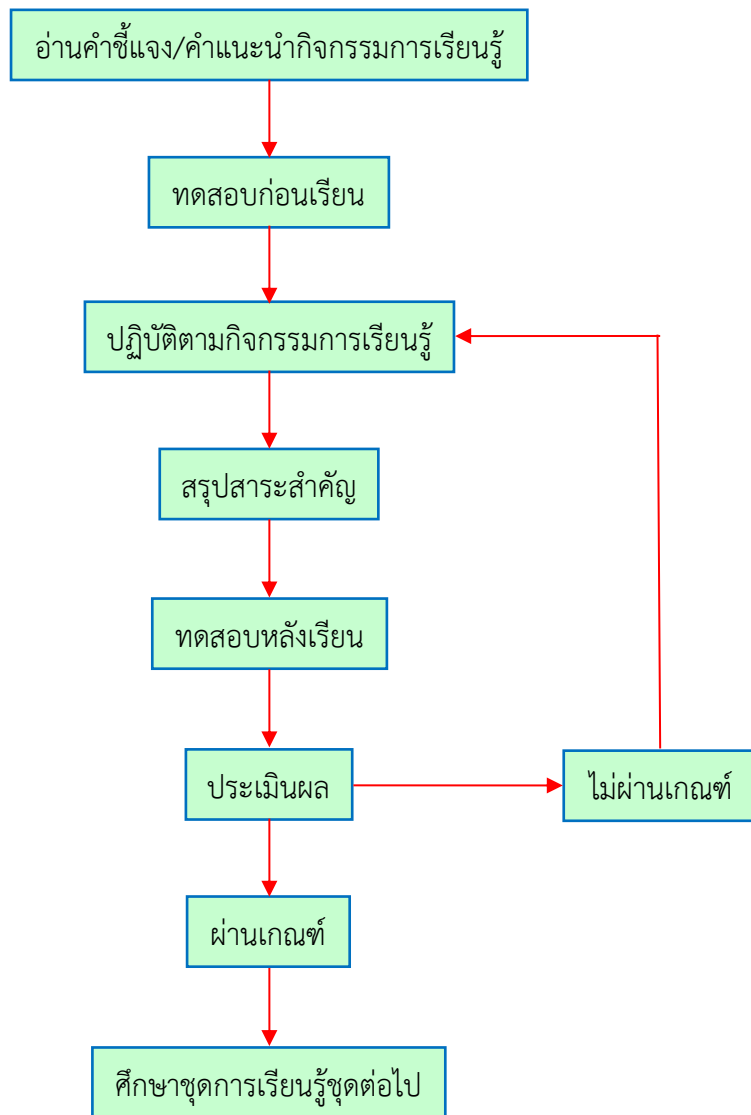 อ่านคำชี้แจง/คำแนะนำกิจกรรมการเรียนรู้
ทดสอบก่อนเรียน
ปฏิบัติตามกิจกรรมการเรียนรู้
สรุปสาระสำคัญ
ทดสอบหลังเรียน
ประเมินผล
ไม่ผ่านเกณฑ์
ผ่านเกณฑ์
ศึกษาชุดการเรียนรู้ชุดต่อไป